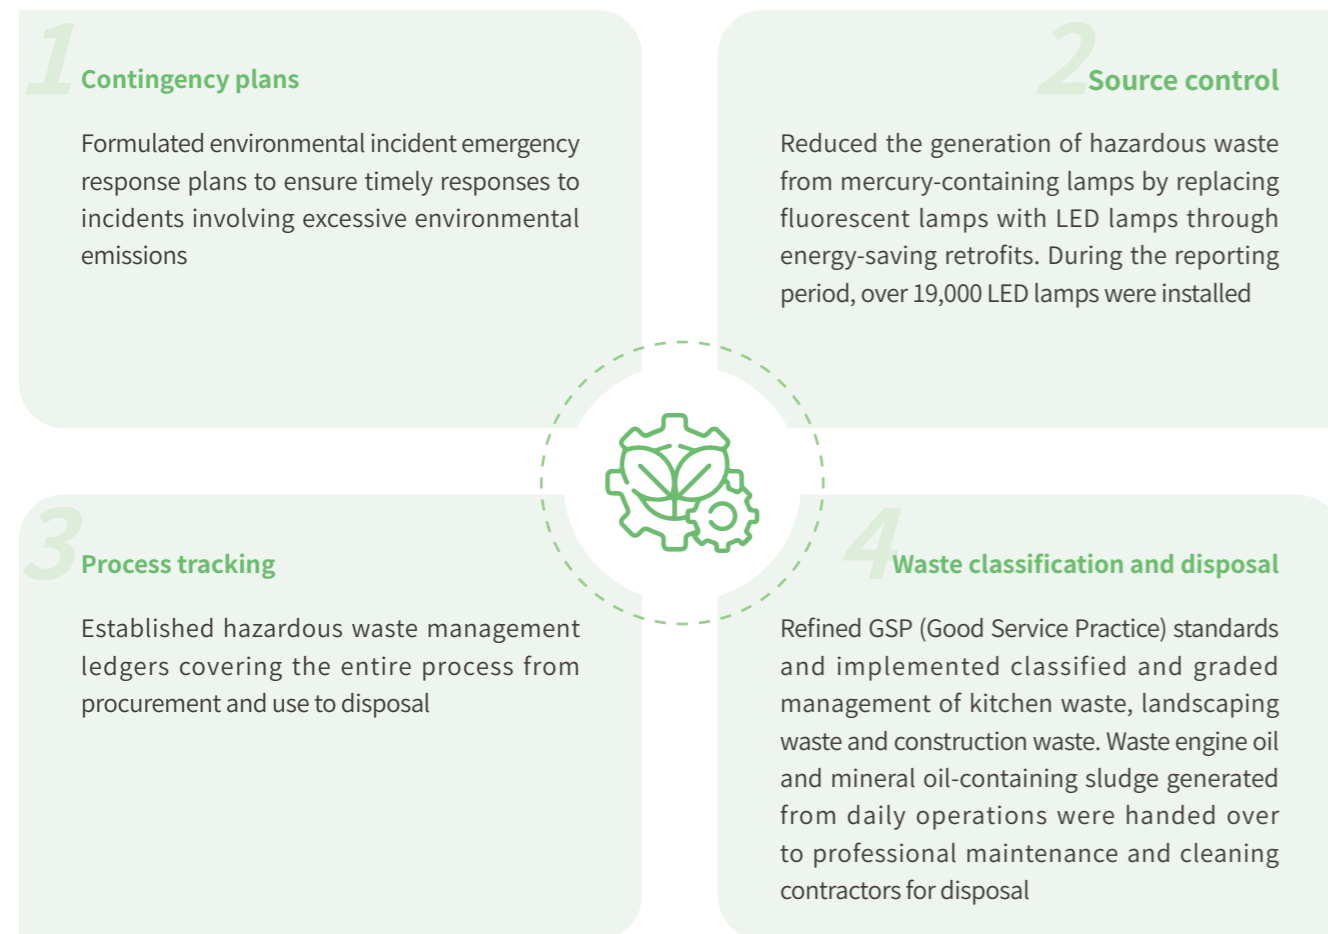 1
Contingency plans
Formulated environmental incident emergency
response plans to ensure timely responses to
incidents involving excessive environmental
emissions
2
Source control
Reduced the generation of hazardous waste
from mercury-containing lamps by replacing
fluorescent lamps with LED lamps through
energy-saving retrofits. During the reporting
period, over 19,000 LED lamps were installed
3
Process tracking
Established hazardous waste management
ledgers covering the entire process from
procurement and use to disposal
4
Waste classification and disposal
Refined GSP (Good Service Practice) standards
and implemented classified and graded
management of kitchen waste, landscaping
waste and construction waste. Waste engine oil
and mineral oil-containing sludge generated
from daily operations were handed over
to professional maintenance and cleaning
contractors for disposal